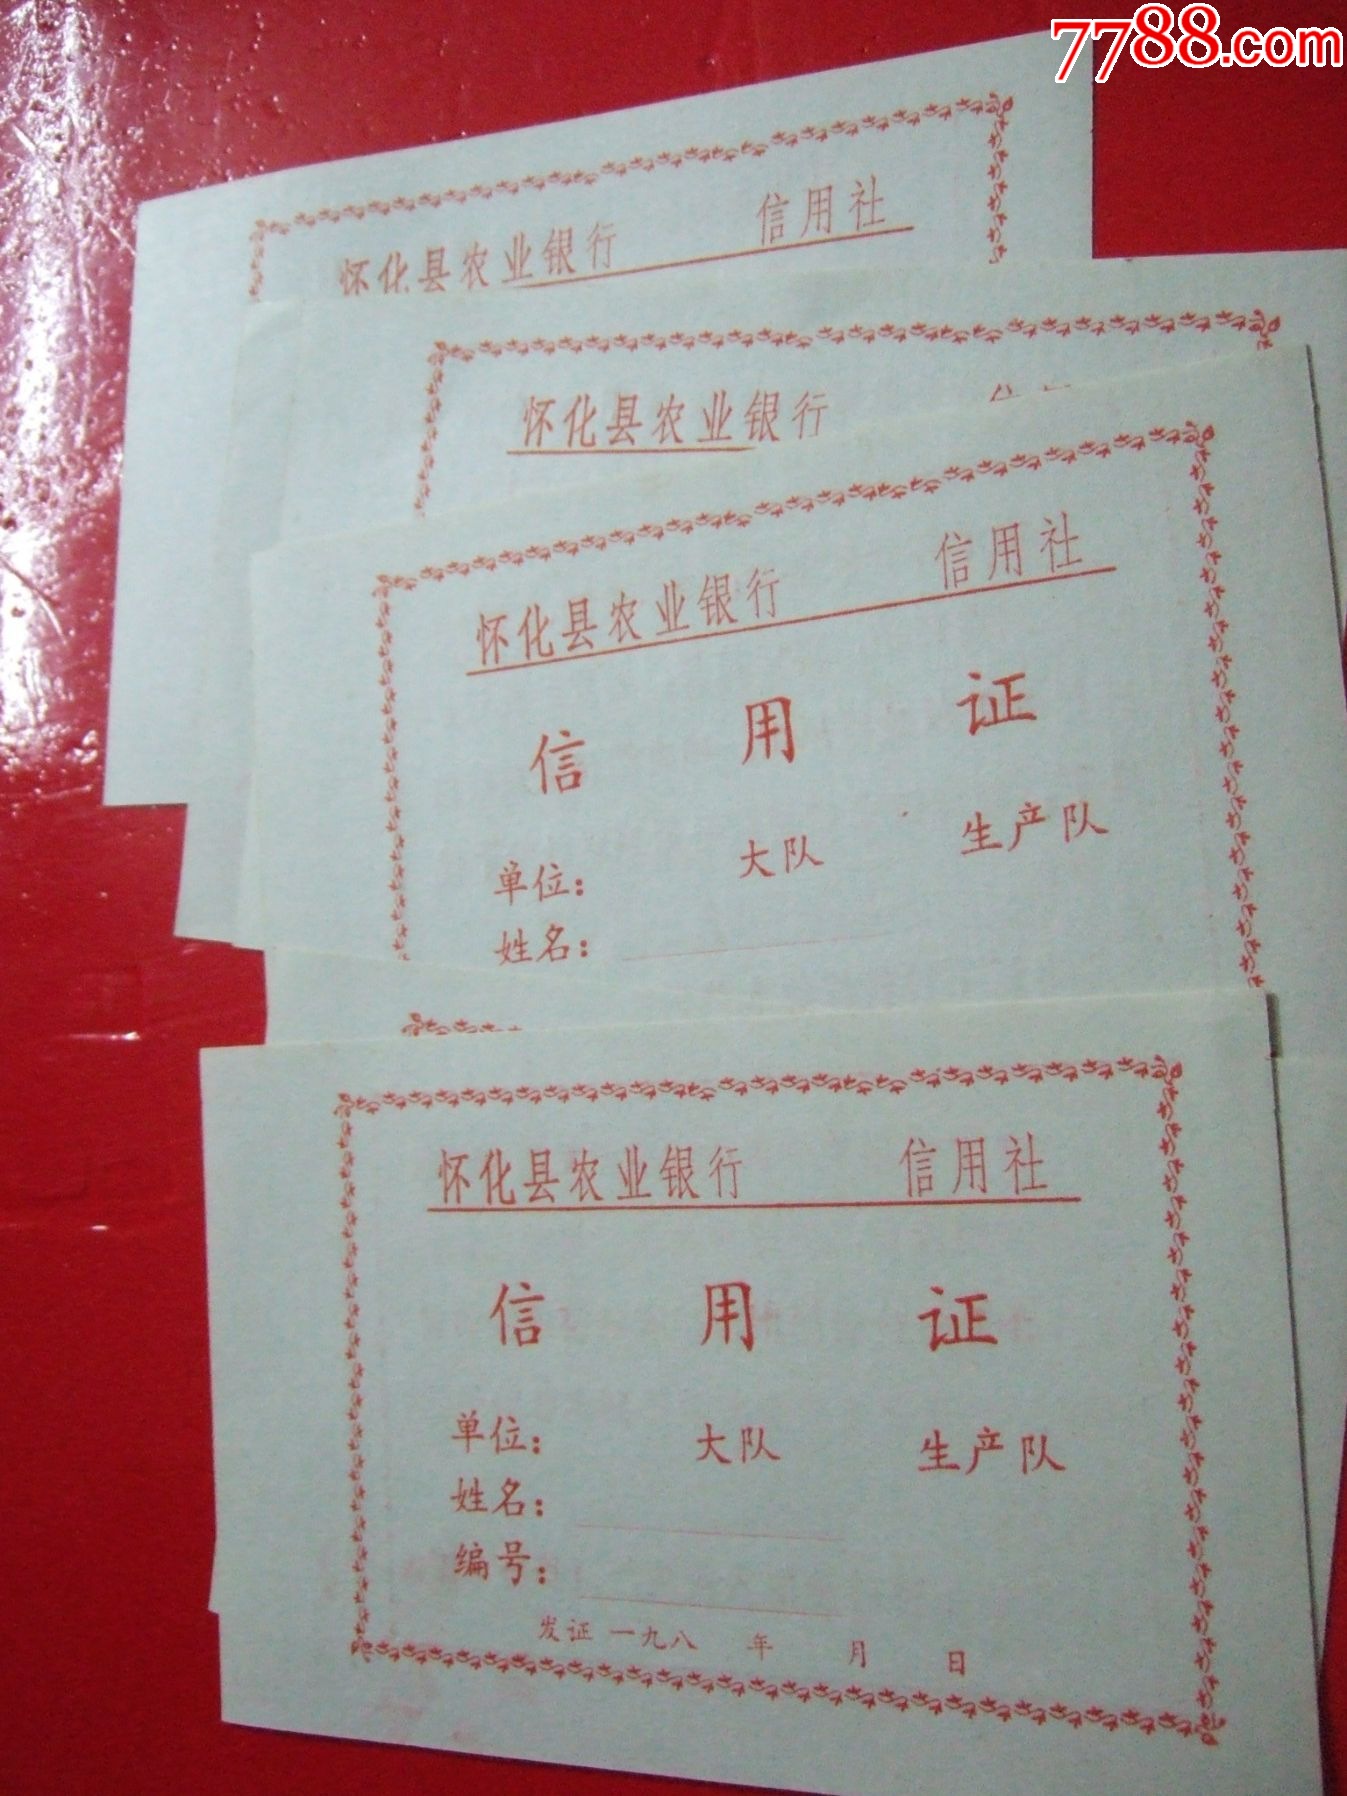 7788.com
怀化县农业银行 信用社
怀化县农业银行
怀化县农业银行 信用社
信 用 证
单位: 大队 生产队
姓名:
怀化县农业银行 信用社
信 用 证
单位: 大队 生产队
姓名:
编号:
发证 一九八 年 月 日